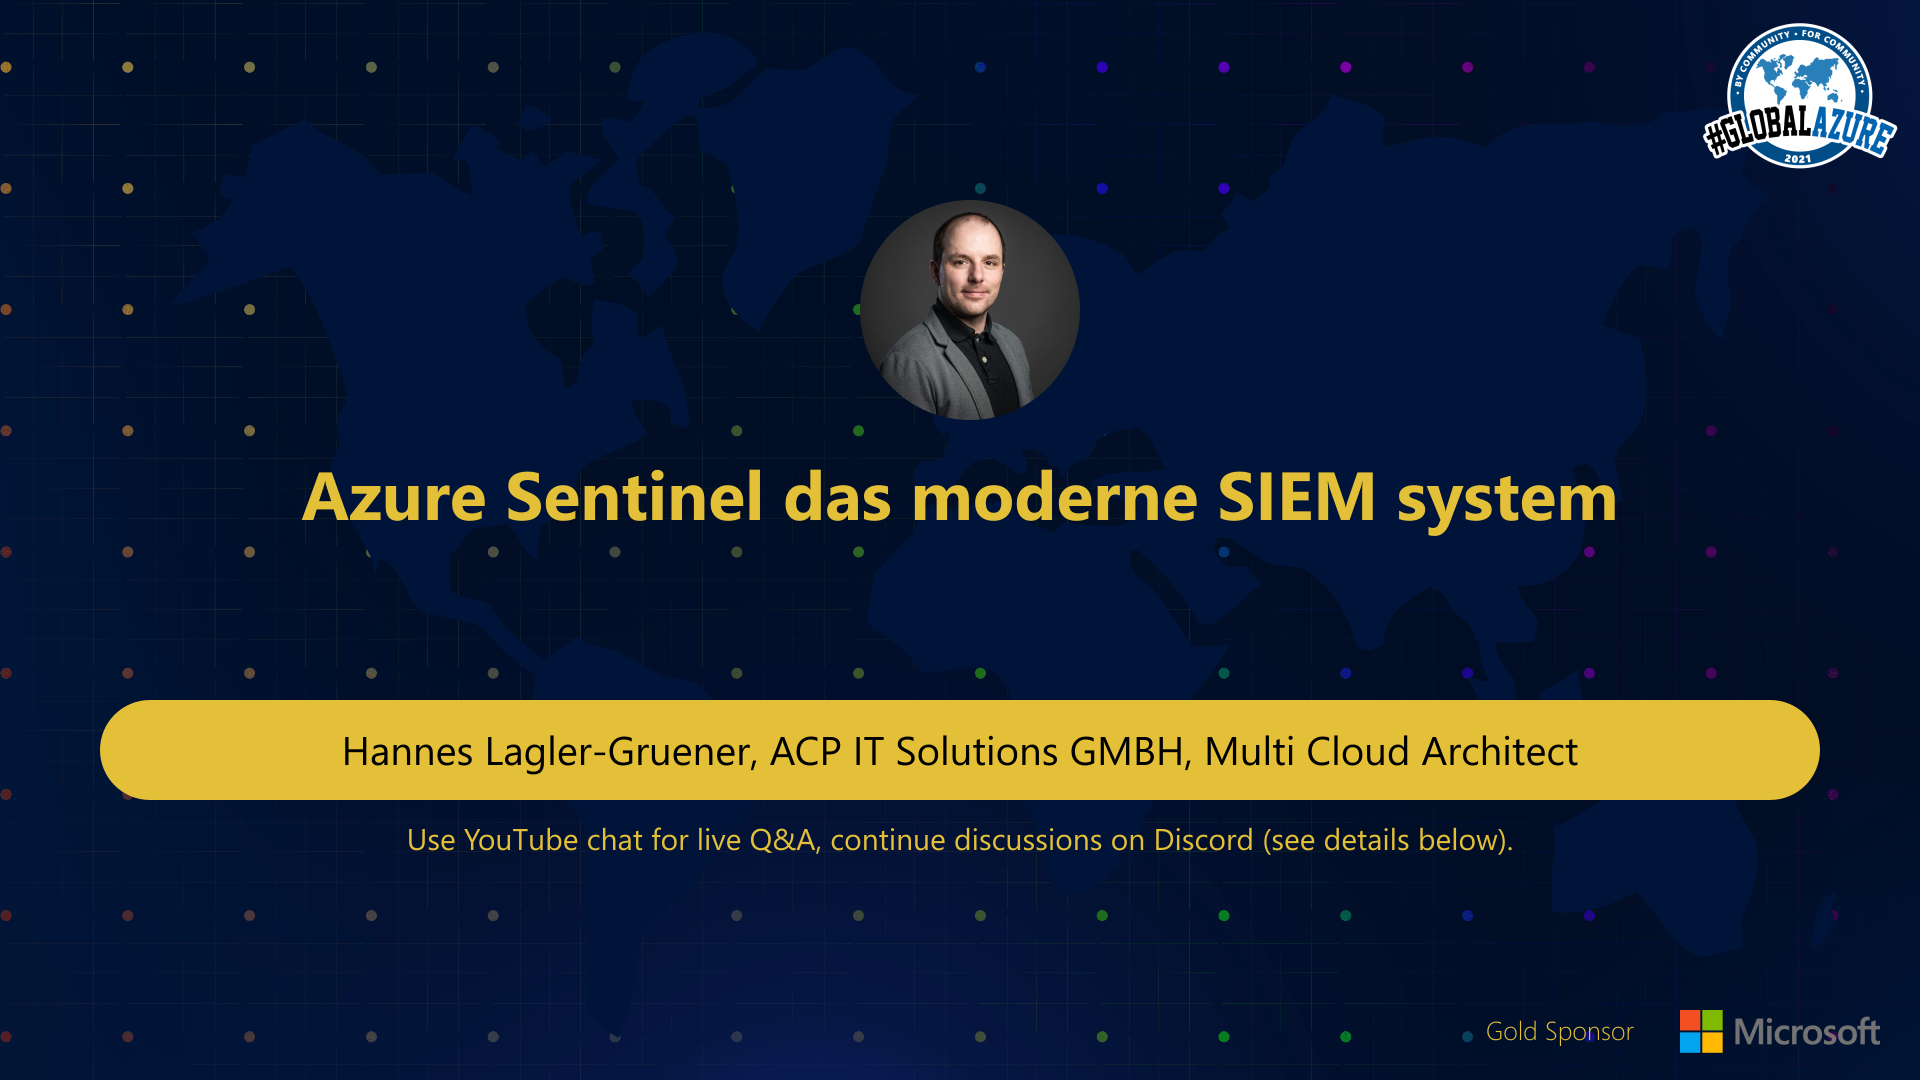 BY COMMUNITY • FOR COMMUNITY
#GLOBALAZURE
2021
Azure Sentinel das moderne SIEM system
Hannes Lagler-Gruener, ACP IT Solutions GMBH, Multi Cloud Architect
Use YouTube chat for live Q&A, continue discussions on Discord (see details below).
Gold Sponsor
Microsoft